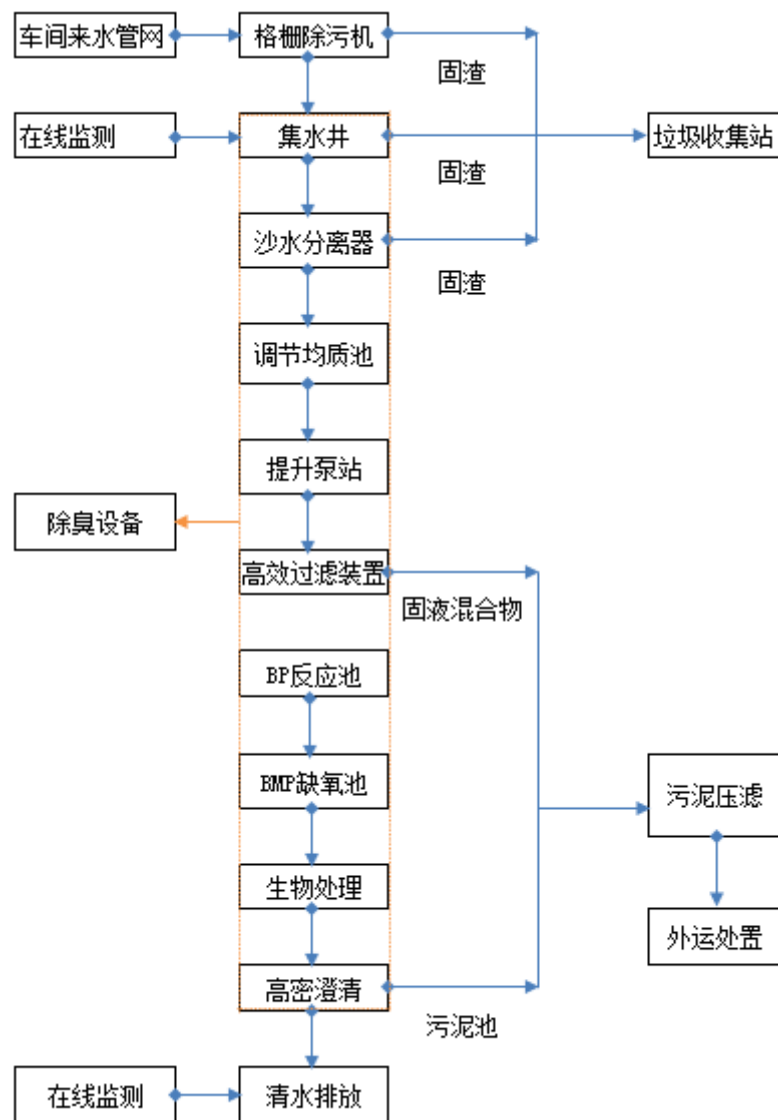 车间来水管网
格栅除污机
固渣
在线监测
集水井
垃圾收集站
固渣
沙水分离器
固渣
调节均质池
提升泵站
除臭设备
高效过滤装置
固液混合物
BP反应池
BMP缺氧池
污泥压滤
生物处理
外运处置
高密澄清
污泥池
在线监测
清水排放